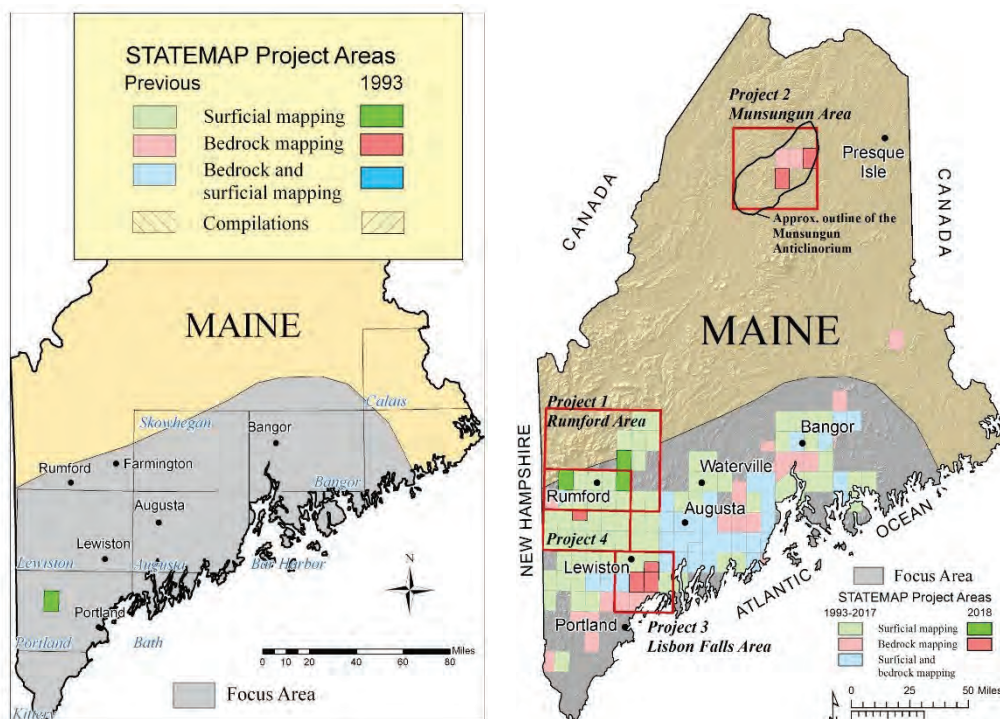 STATEMAP Project Areas
Previous 1993
Surficial mapping
Bedrock mapping
Bedrock and
surficial mapping
Compilations
MAINE
Calais
Skowhegan
Bangor
Rumford
Farmington
Bangor
Augusta
Lewiston
Lewiston
Augusta
Bar Harbor
N
Portland
Portland
Bath
0 10 20 40 60 80
Miles
Focus Area
Kittery
Project 2
Munsungun Area
Presque
Isle
CANADA
CANADA
Approx. outline of the
Munsungun
Anticlinorium
MAINE
Project 1
Rumford Area
Bangor
Waterville
Rumford
Augusta
NEW HAMPSHIRE
Project 4
Lewiston
ATLANTIC OCEAN
Portland
Project 3
Lisbon Falls Area
Focus Area
STATEMAP Project Areas
1993-2017 2018
Surficial mapping
Bedrock mapping
Surficial and
bedrock mapping
0 25 50 Miles
N